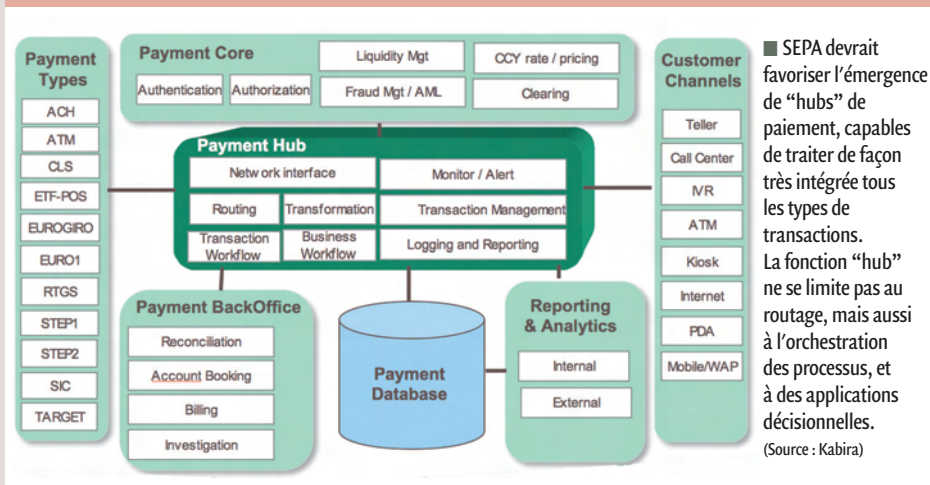 Payment
Types
ACH
ATM
CLS
ETF-POS
EUROGIRO
EURO1
RTGS
STEP1
STEP2
SIC
TARGET
Payment Core
Authentication
Authorization
Liquidity Mgt
CCY rate / pricing
Fraud Mgt / AML
Clearing
Payment Hub
Network interface
Monitor / Alert
Routing
Transformation
Transaction Management
Transaction
Workflow
Business
Workflow
Logging and Reporting
Payment BackOffice
Reconciliation
Account Booking
Billing
Investigation
Payment
Database
Reporting
& Analytics
Internal
External
Customer
Channels
Teller
Call Center
IVR
ATM
Kiosk
Internet
PDA
Mobile/WAP
■ SEPA devrait
favoriser l'émergence
de “hubs” de
paiement, capables
de traiter de façon
très intégrée tous
les types de
transactions.
La fonction “hub”
ne se limite pas au
routage, mais aussi
à l'orchestration
des processus, et
à des applications
décisionnelles.
(Source : Kabira)